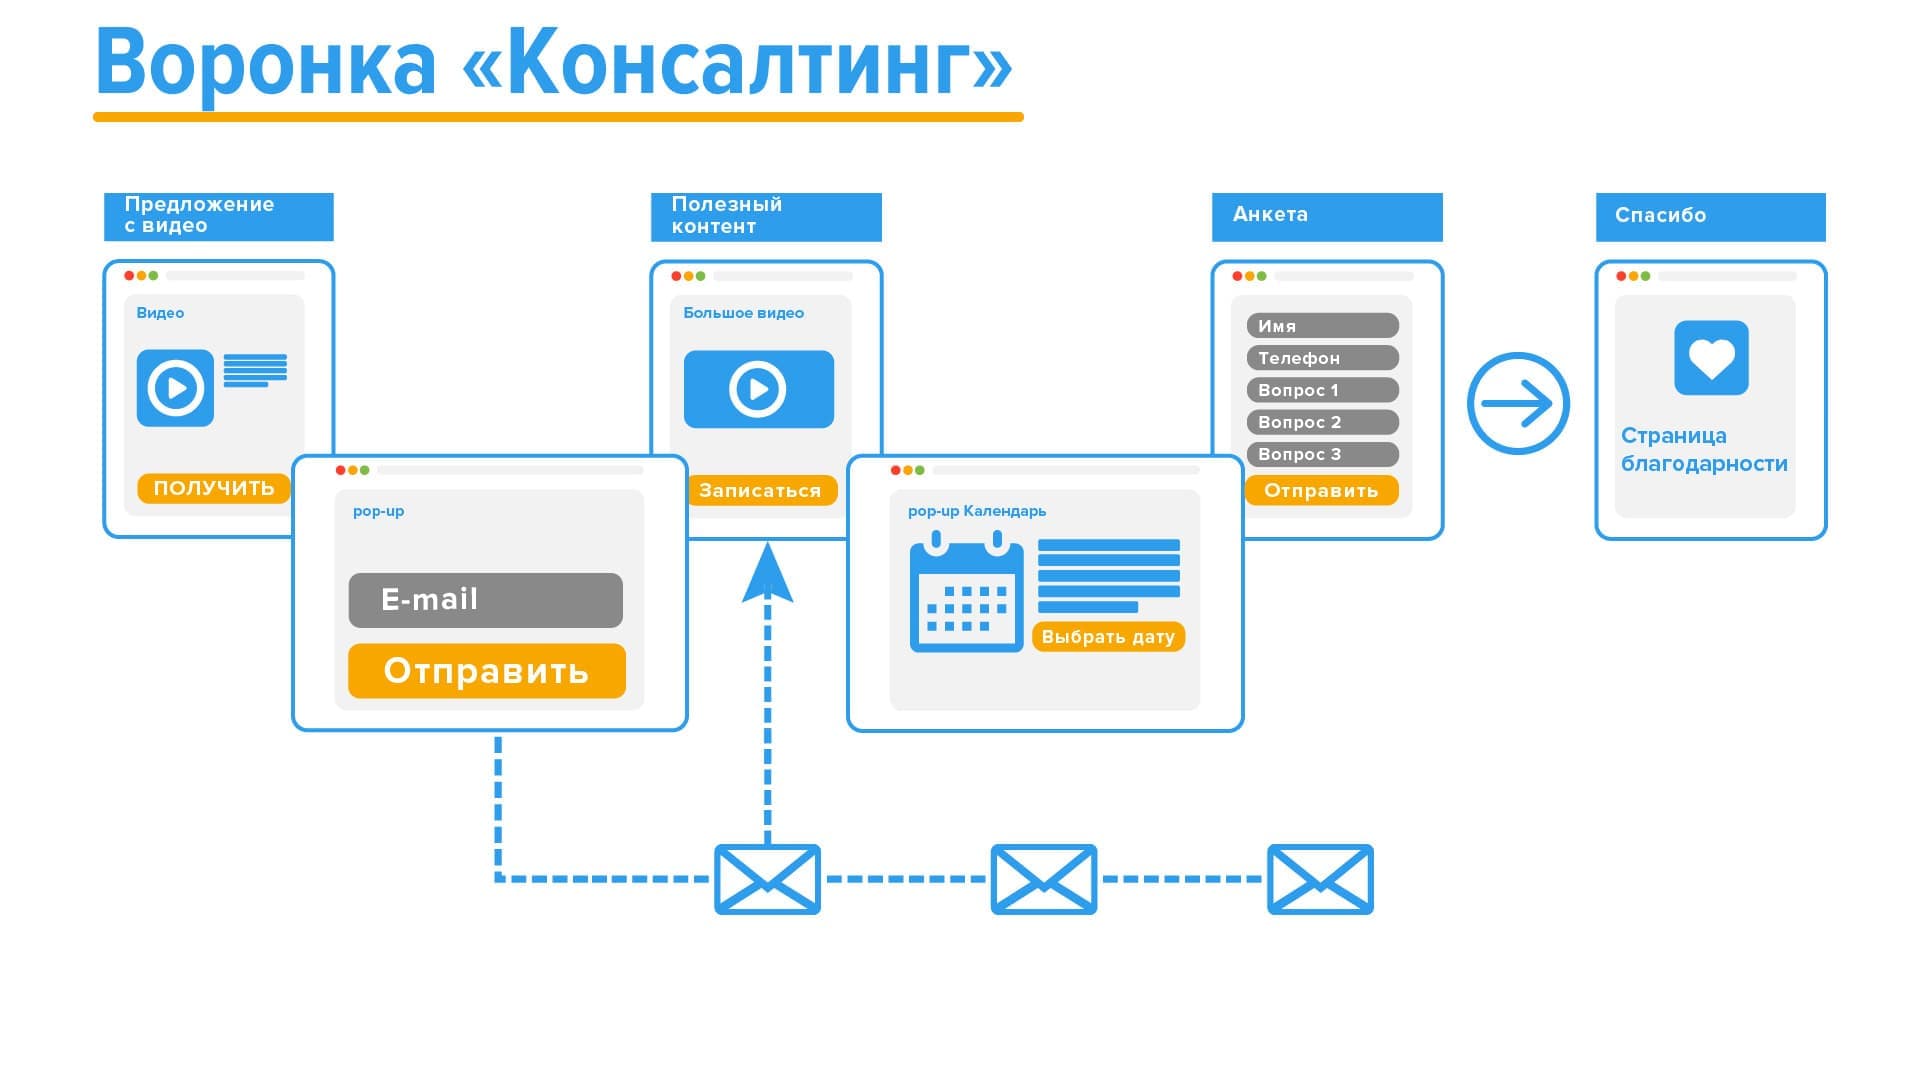 Воронка «Консалтинг»
Предложение
с видео
Видео
ПОЛУЧИТЬ
pop-up
E-mail
Отправить
Полезный
контент
Большое видео
Записаться
pop-up Календарь
Выбрать дату
Анкета
Имя
Телефон
Вопрос 1
Вопрос 2
Вопрос 3
Отправить
Спасибо
Страница
благодарности